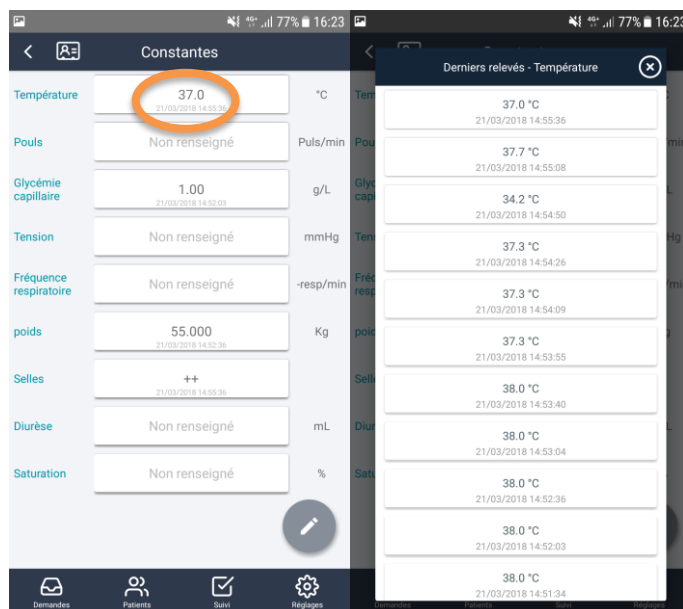 4G+ 77% 16:23
Constantes
Température 37.0 °C
21/03/2018 14:55:36
Pouls Non renseigné Puls/min
Glycémie
capillaire
1.00 g/L
21/03/2018 14:52:03
Tension Non renseigné mmHg
Fréquence
respiratoire
Non renseigné -resp/min
poids 55.000 Kg
21/03/2018 14:52:36
Selles ++
21/03/2018 14:55:36
Diurèse Non renseigné mL
Saturation Non renseigné %
Demandes Patients Suivi Réglages
4G+ 77% 16:23
Derniers relevés - Température
37.0 °C
21/03/2018 14:55:36
37.7 °C
21/03/2018 14:55:08
34.2 °C
21/03/2018 14:54:50
37.3 °C
21/03/2018 14:54:26
37.3 °C
21/03/2018 14:54:09
37.3 °C
21/03/2018 14:53:55
38.0 °C
21/03/2018 14:53:40
38.0 °C
21/03/2018 14:53:04
38.0 °C
21/03/2018 14:52:36
38.0 °C
21/03/2018 14:52:03
38.0 °C
21/03/2018 14:51:34
Demandes Patients Suivi Réglages